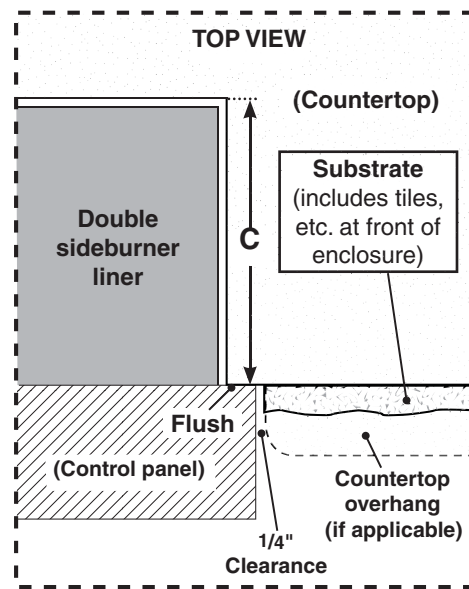 TOP VIEW
(Countertop)
Substrate
(includes tiles,
etc. at front of
enclosure)
Double
sideburner
liner
C
Flush
(Control panel)
Countertop
overhang
(if applicable)
1/4"
Clearance